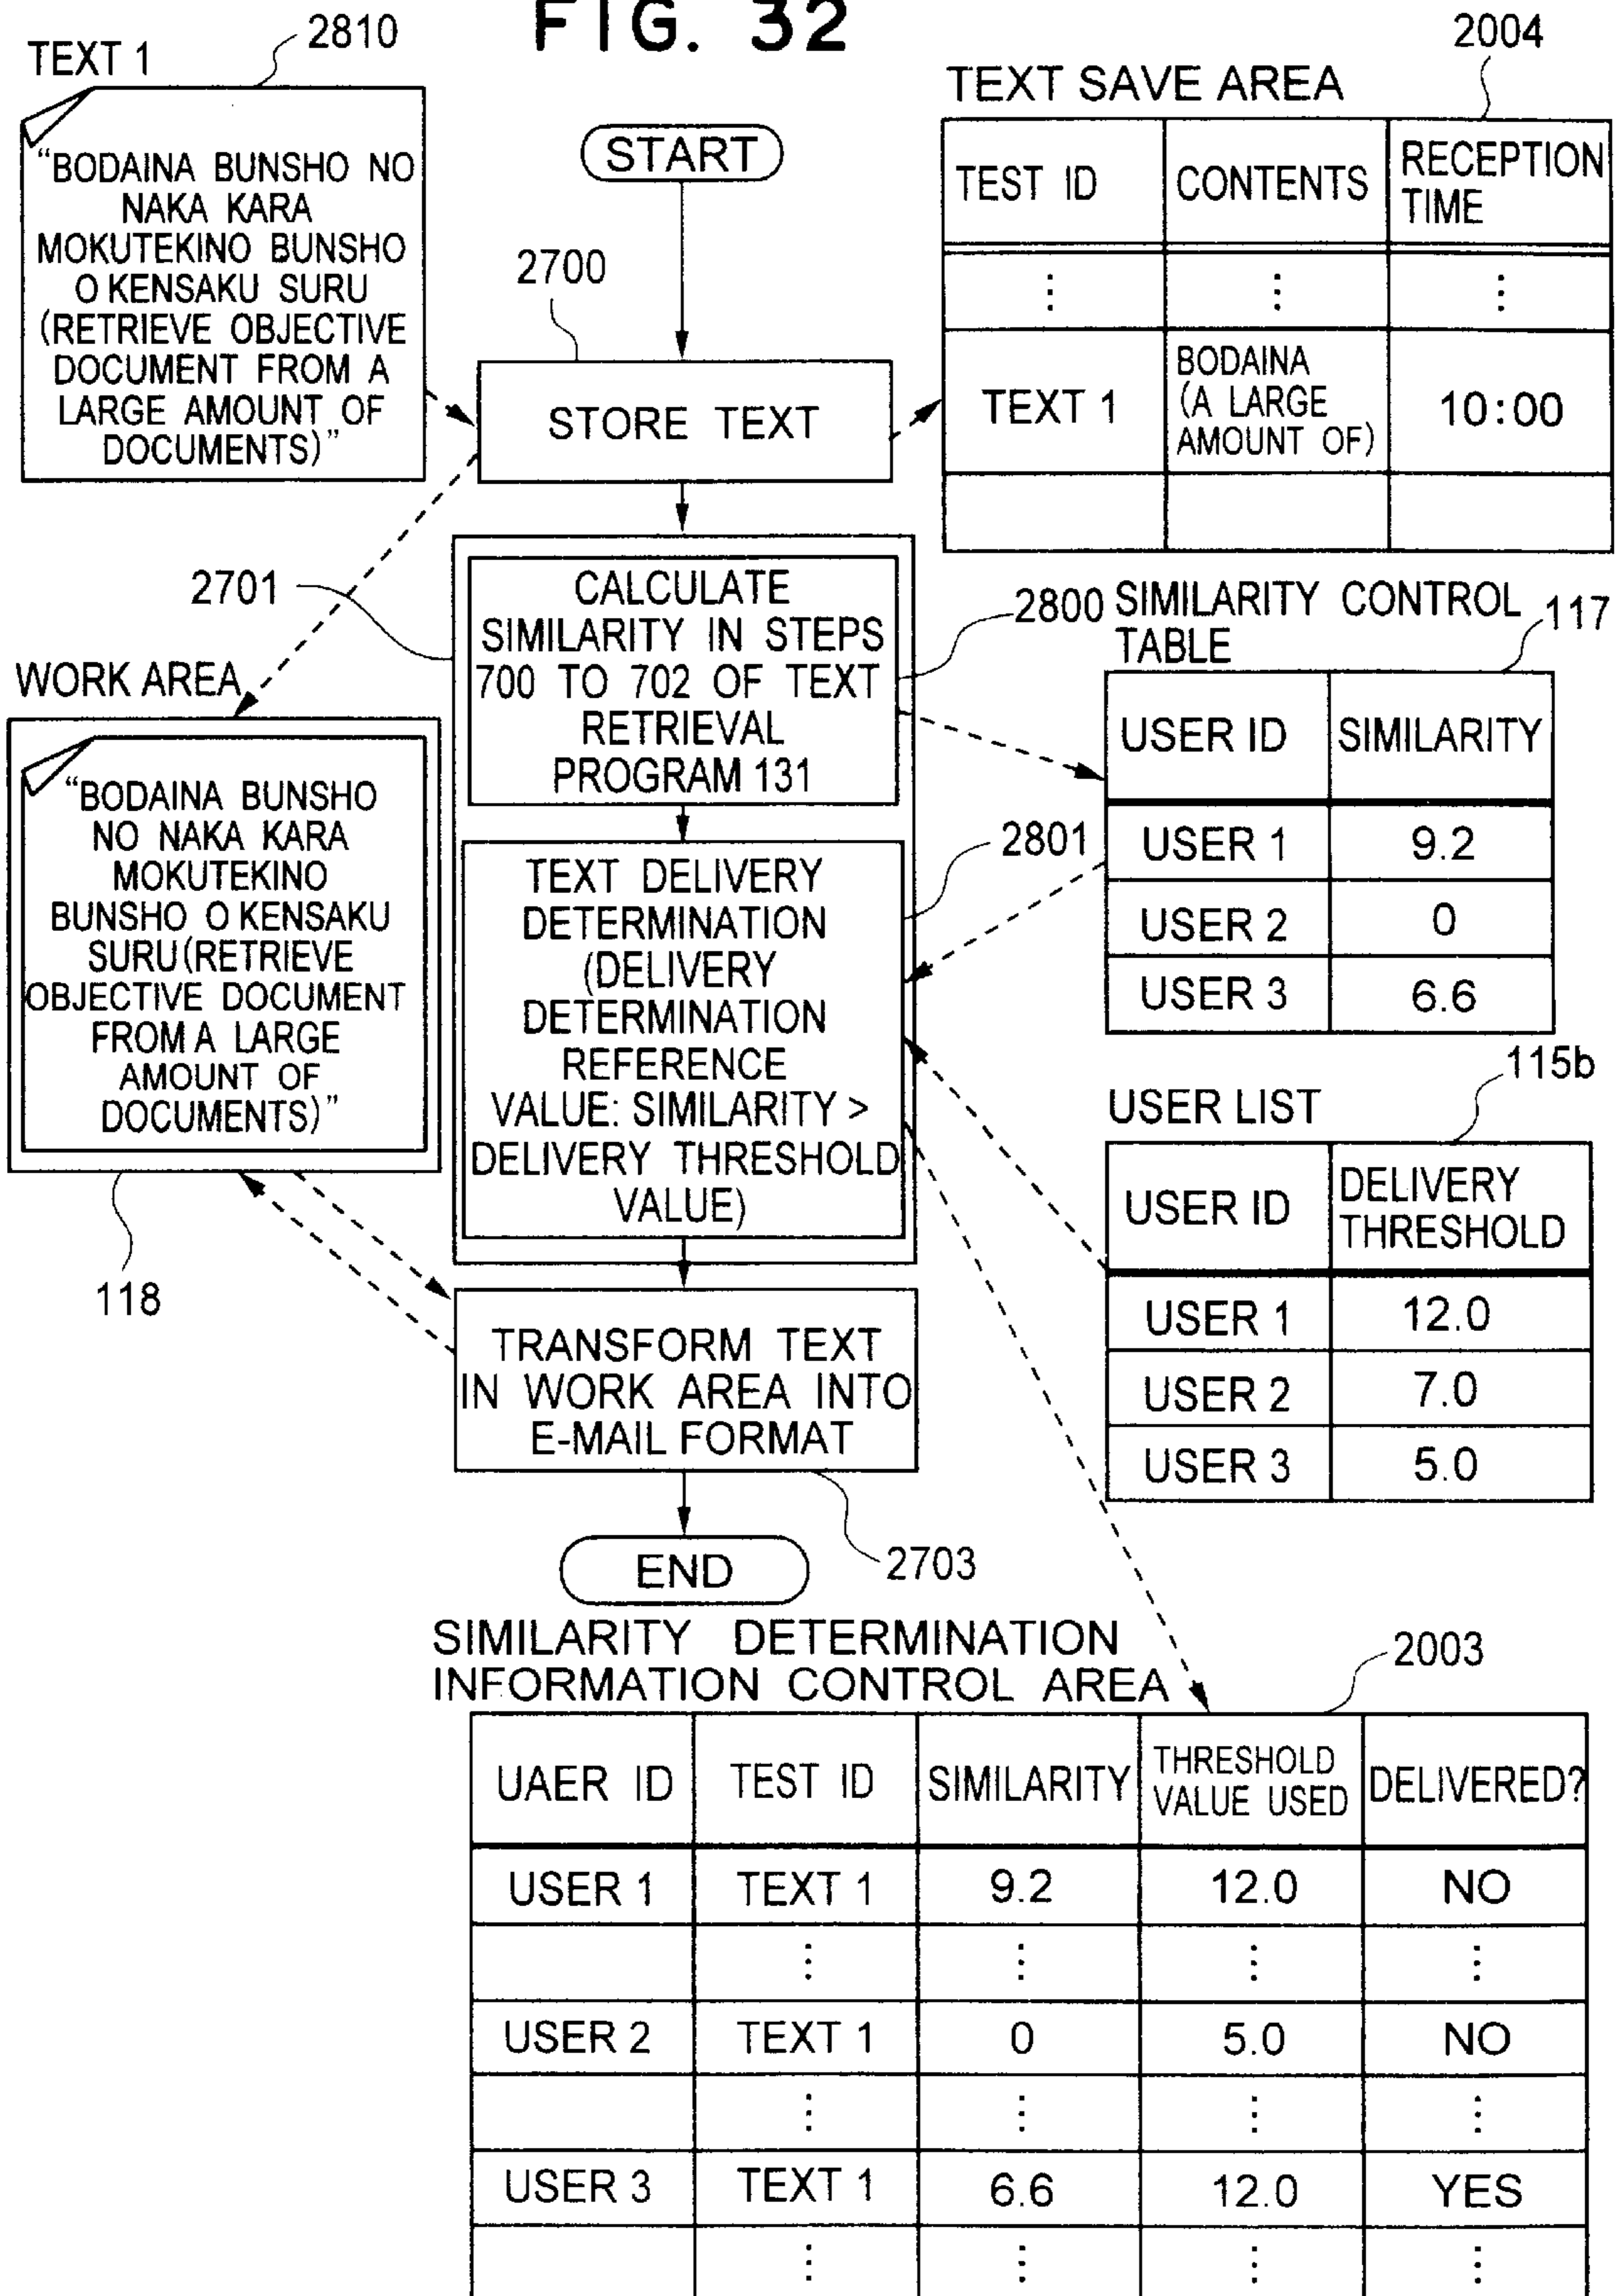 FIG. 32
TEXT 1
2810
"BODAINA BUNSHO NO
NAKA KARA
MOKUTEKINO BUNSHO
O KENSAKU SURU
(RETRIEVE OBJECTIVE
DOCUMENT FROM A
LARGE AMOUNT OF
DOCUMENTS)"
START
2700
STORE TEXT
2004
TEXT SAVE AREA
TEST ID CONTENTS RECEPTION
TIME
⋮ ⋮ ⋮
TEXT 1 BODAINA
(A LARGE
AMOUNT OF) 10:00
2701
CALCULATE
SIMILARITY IN STEPS
700 TO 702 OF TEXT
RETRIEVAL
PROGRAM 131
2800
SIMILARITY CONTROL
TABLE
117
USER ID SIMILARITY
USER 1 9.2
USER 2 0
USER 3 6.6
WORK AREA
"BODAINA BUNSHO
NO NAKA KARA
MOKUTEKINO
BUNSHO O KENSAKU
SURU(RETRIEVE
OBJECTIVE DOCUMENT
FROM A LARGE
AMOUNT OF
DOCUMENTS)"
118
2801
TEXT DELIVERY
DETERMINATION
(DELIVERY
DETERMINATION
REFERENCE
VALUE: SIMILARITY >
DELIVERY THRESHOLD
VALUE)
115b
USER LIST
USER ID DELIVERY
THRESHOLD
USER 1 12.0
USER 2 7.0
USER 3 5.0
TRANSFORM TEXT
IN WORK AREA INTO
E-MAIL FORMAT
2703
END
SIMILARITY DETERMINATION
INFORMATION CONTROL AREA
2003
UAER ID TEST ID SIMILARITY THRESHOLD
VALUE USED DELIVERED?
USER 1 TEXT 1 9.2 12.0 NO
⋮ ⋮ ⋮ ⋮
USER 2 TEXT 1 0 5.0 NO
⋮ ⋮ ⋮ ⋮
USER 3 TEXT 1 6.6 12.0 YES
⋮ ⋮ ⋮ ⋮